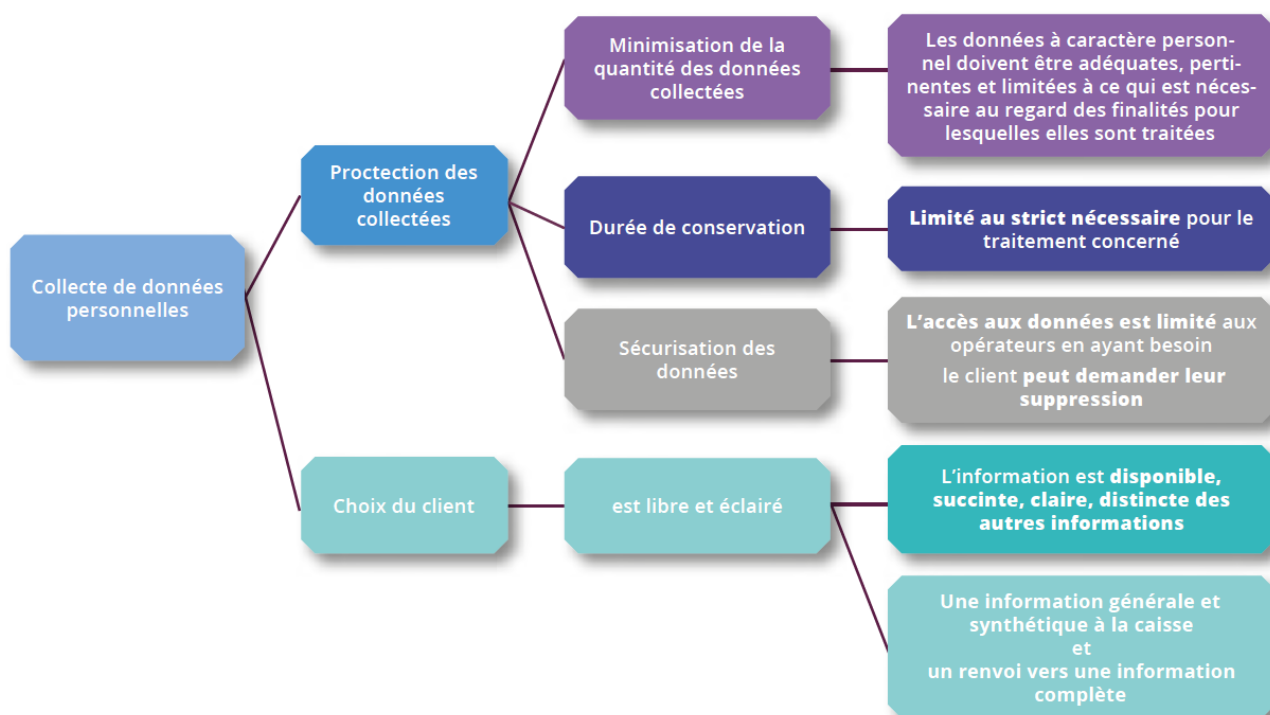 Collecte de données
personnelles
Proctection des
données
collectées
Minimisation de la
quantité des données
collectées
Les données à caractère person-
nel doivent être adéquates, perti-
nentes et limitées à ce qui est néces-
saire au regard des finalités pour
lesquelles elles sont traitées
Durée de conservation
Limité au strict nécessaire pour le
traitement concerné
Sécurisation des
données
L’accès aux données est limité aux
opérateurs en ayant besoin
le client peut demander leur
suppression
Choix du client
est libre et éclairé
L’information est disponible,
succinte, claire, distincte des
autres informations
Une information générale et
synthétique à la caisse
et
un renvoi vers une information
complète